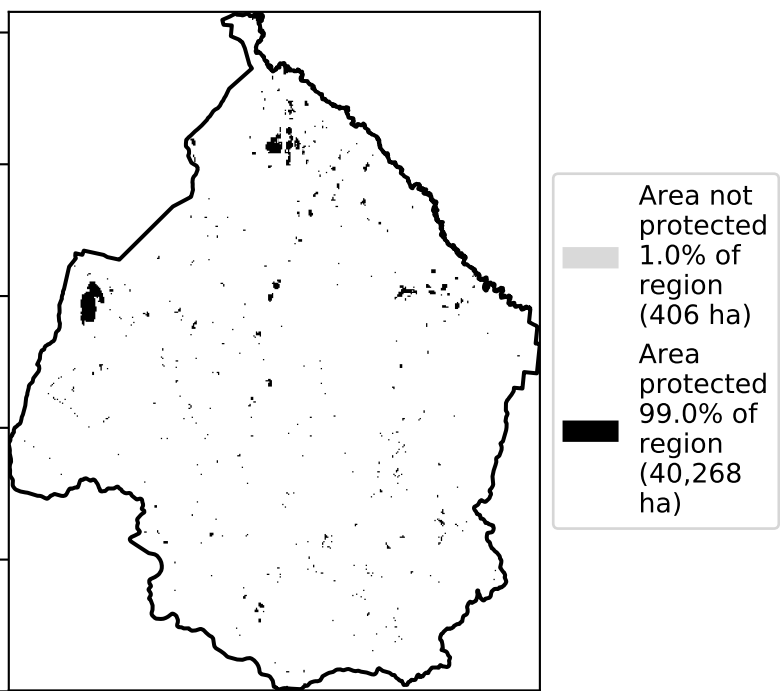 Area not
protected
1.0% of
region
(406 ha)
Area
protected
99.0% of
region
(40,268
ha)